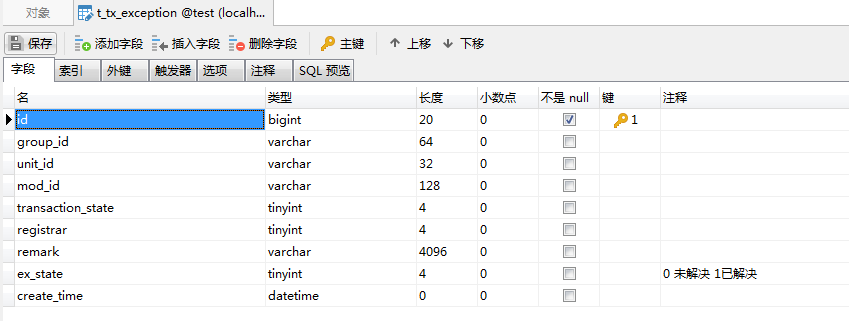 对象 t_tx_exception @test (localh...
保存 添加字段 插入字段 删除字段 主键 上移 下移
字段 索引 外键 触发器 选项 注释 SQL 预览
名 类型 长度 小数点 不是 null 键 注释
id bigint 20 0 1
group_id varchar 64 0
unit_id varchar 32 0
mod_id varchar 128 0
transaction_state tinyint 4 0
registrar tinyint 4 0
remark varchar 4096 0
ex_state tinyint 4 0 0 未解决 1已解决
create_time datetime 0 0